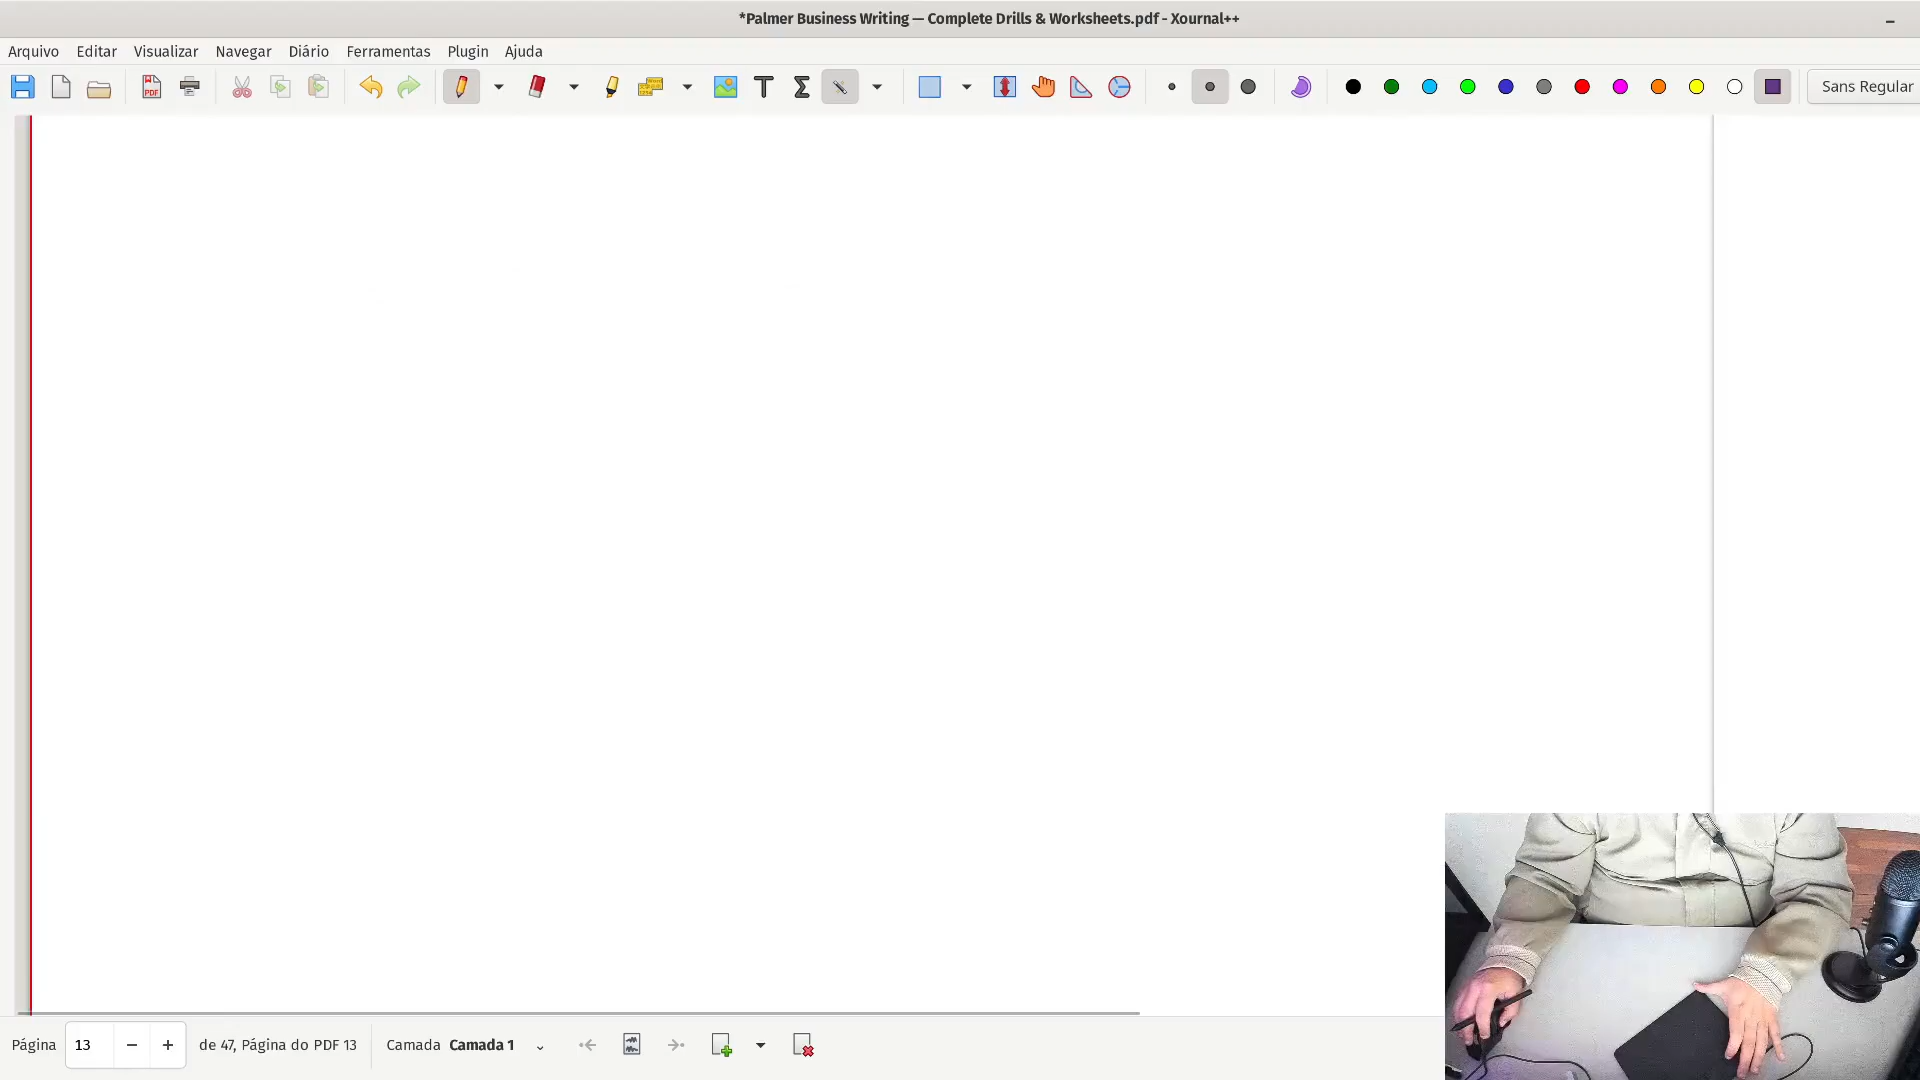 *Palmer Business Writing — Complete Drills & Worksheets.pdf - Xournal++
Arquivo Editar Visualizar Navegar Diário Ferramentas Plugin Ajuda
PDF T Σ Sans Regular
Página 13 de 47, Página do PDF 13 Camada Camada 1